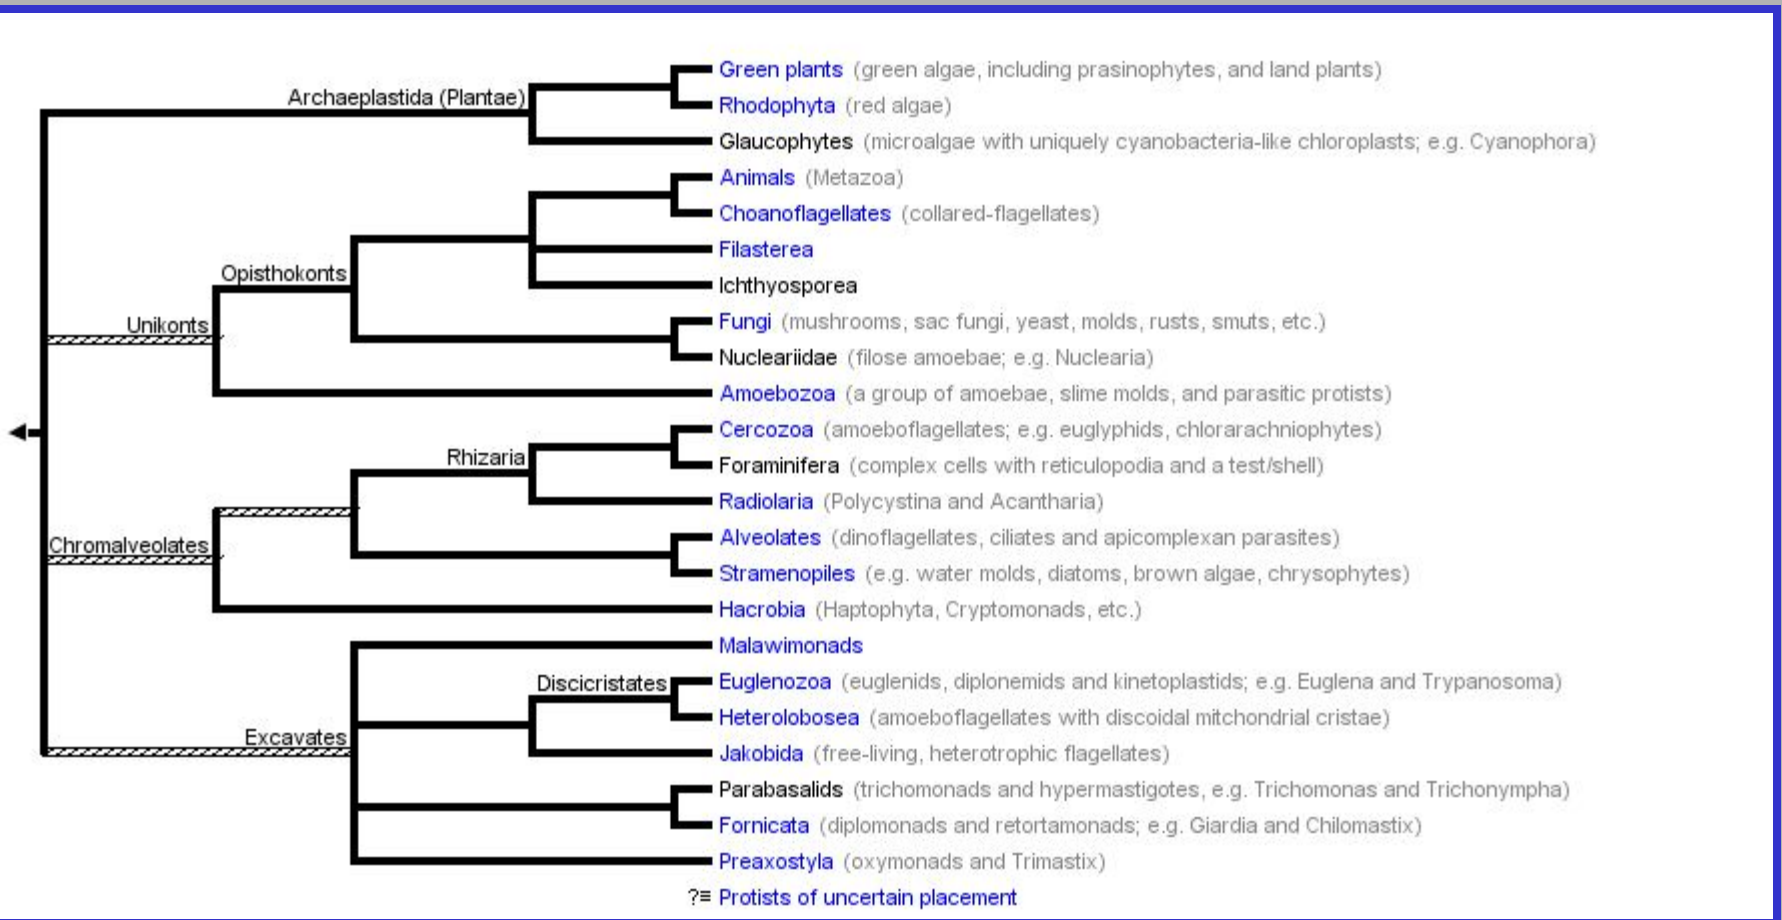 Green plants (green algae, including prasinophytes, and land plants)
Archaeplastida (Plantae)
Rhodophyta (red algae)
Glaucophytes (microalgae with uniquely cyanobacteria-like chloroplasts; e.g. Cyanophora)
Animals (Metazoa)
Choanoflagellates (collared-flagellates)
Filasterea
Opisthokonts
Ichthyosporea
Unikonts
Fungi (mushrooms, sac fungi, yeast, molds, rusts, smuts, etc.)
Nucleariidae (filose amoebae; e.g. Nuclearia)
Amoebozoa (a group of amoebae, slime molds, and parasitic protists)
Cercozoa (amoeboflagellates; e.g. euglyphids, chlorarachniophytes)
Rhizaria
Foraminifera (complex cells with reticulopodia and a test/shell)
Radiolaria (Polycystina and Acantharia)
Alveolates (dinoflagellates, ciliates and apicomplexan parasites)
Chromalveolates
Stramenopiles (e.g. water molds, diatoms, brown algae, chrysophytes)
Hacrobia (Haptophyta, Cryptomonads, etc.)
Malawimonads
Discicristates
Euglenozoa (euglenids, diplonemids and kinetoplastids; e.g. Euglena and Trypanosoma)
Heterolobosea (amoeboflagellates with discoidal mitchondrial cristae)
Excavates
Jakobida (free-living, heterotrophic flagellates)
Parabasalids (trichomonads and hypermastigotes, e.g. Trichomonas and Trichonympha)
Fornicata (diplomonads and retortamonads; e.g. Giardia and Chilomastix)
Preaxostyla (oxymonads and Trimastix)
?≡ Protists of uncertain placement